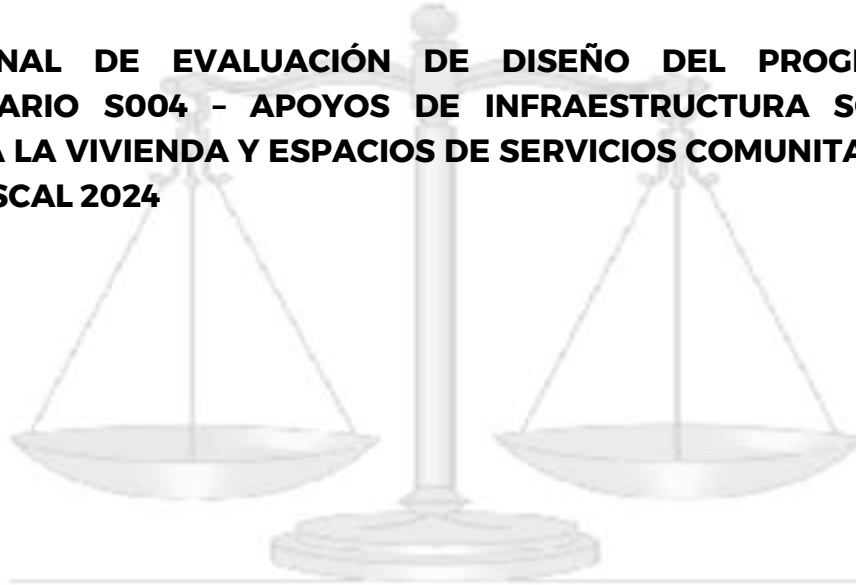 NAL DE EVALUACIÓN DE DISEÑO DEL PROG
ARIO S004 – APOYOS DE INFRAESTRUCTURA S
A LA VIVIENDA Y ESPACIOS DE SERVICIOS COMUNITA
SCAL 2024